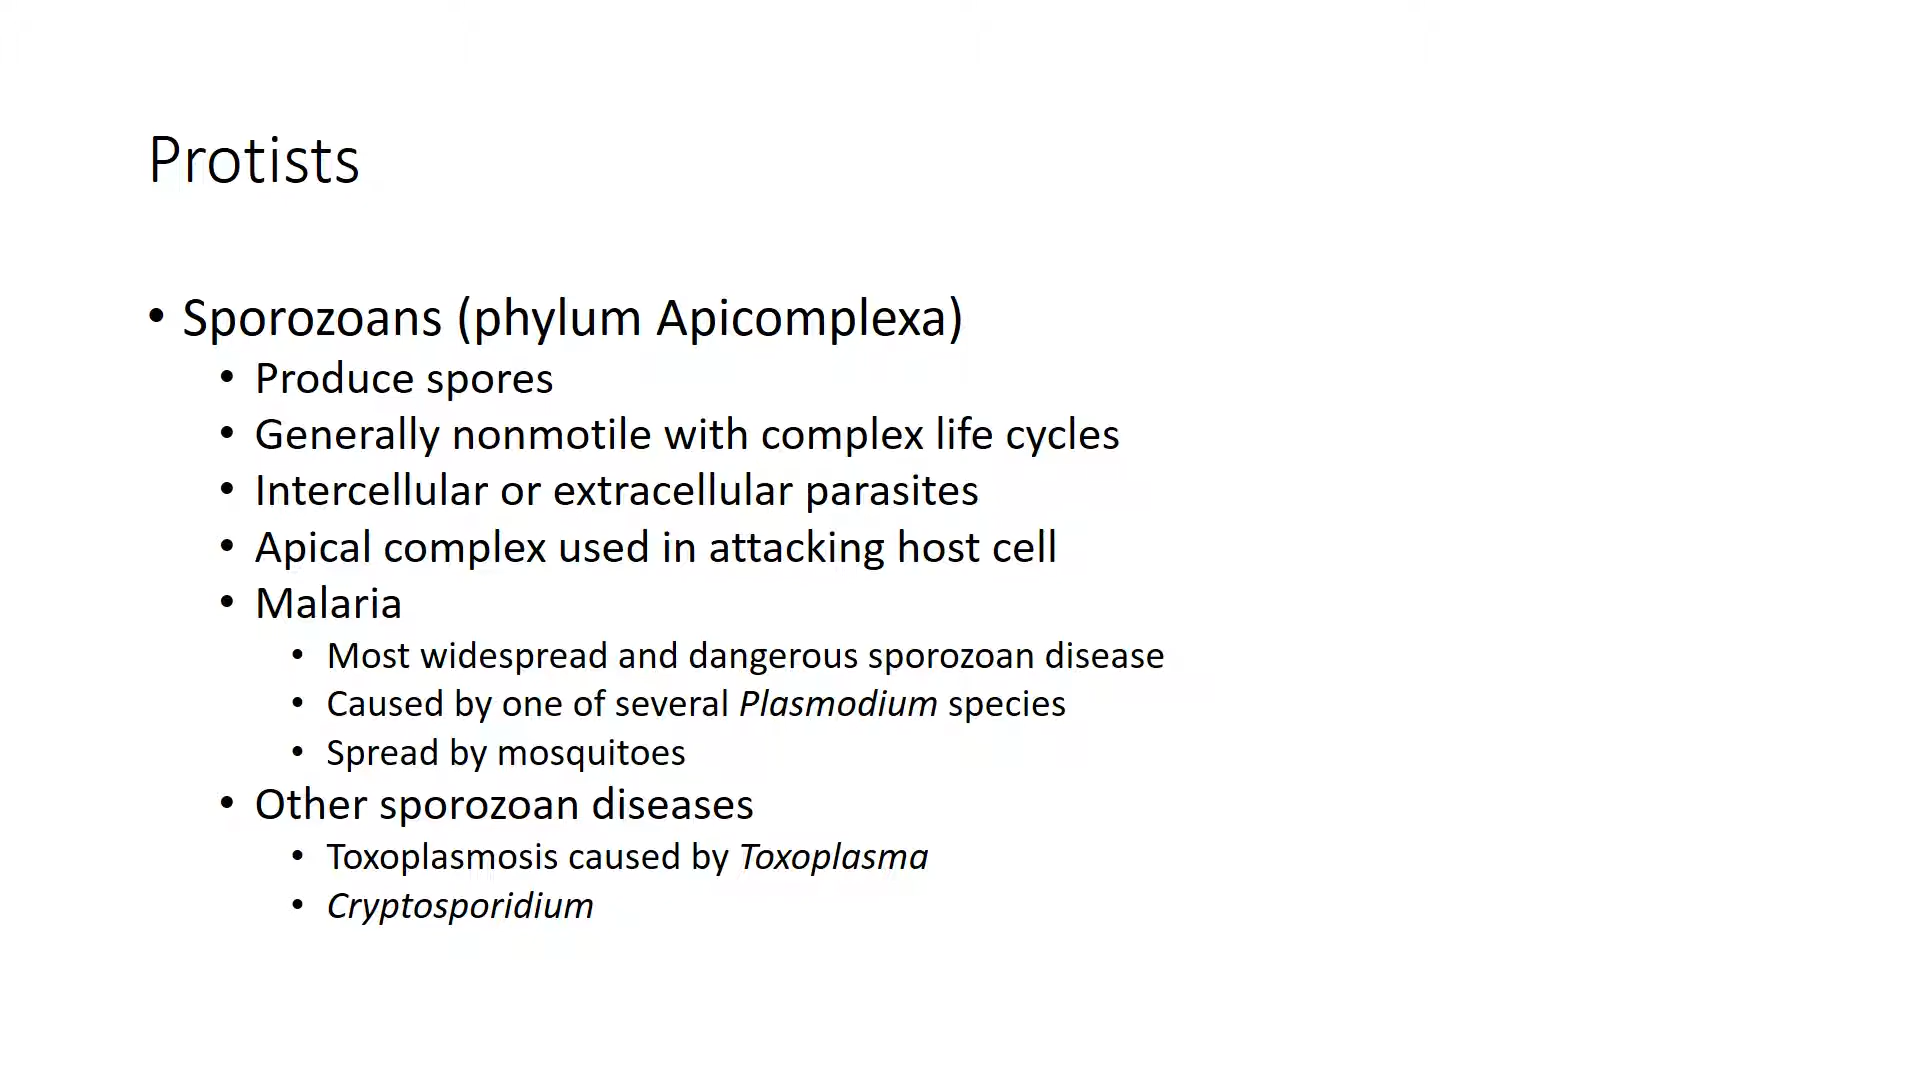 Protists
• Sporozoans (phylum Apicomplexa)
• Produce spores
• Generally nonmotile with complex life cycles
• Intercellular or extracellular parasites
• Apical complex used in attacking host cell
• Malaria
• Most widespread and dangerous sporozoan disease
• Caused by one of several Plasmodium species
• Spread by mosquitoes
• Other sporozoan diseases
• Toxoplasmosis caused by Toxoplasma
• Cryptosporidium